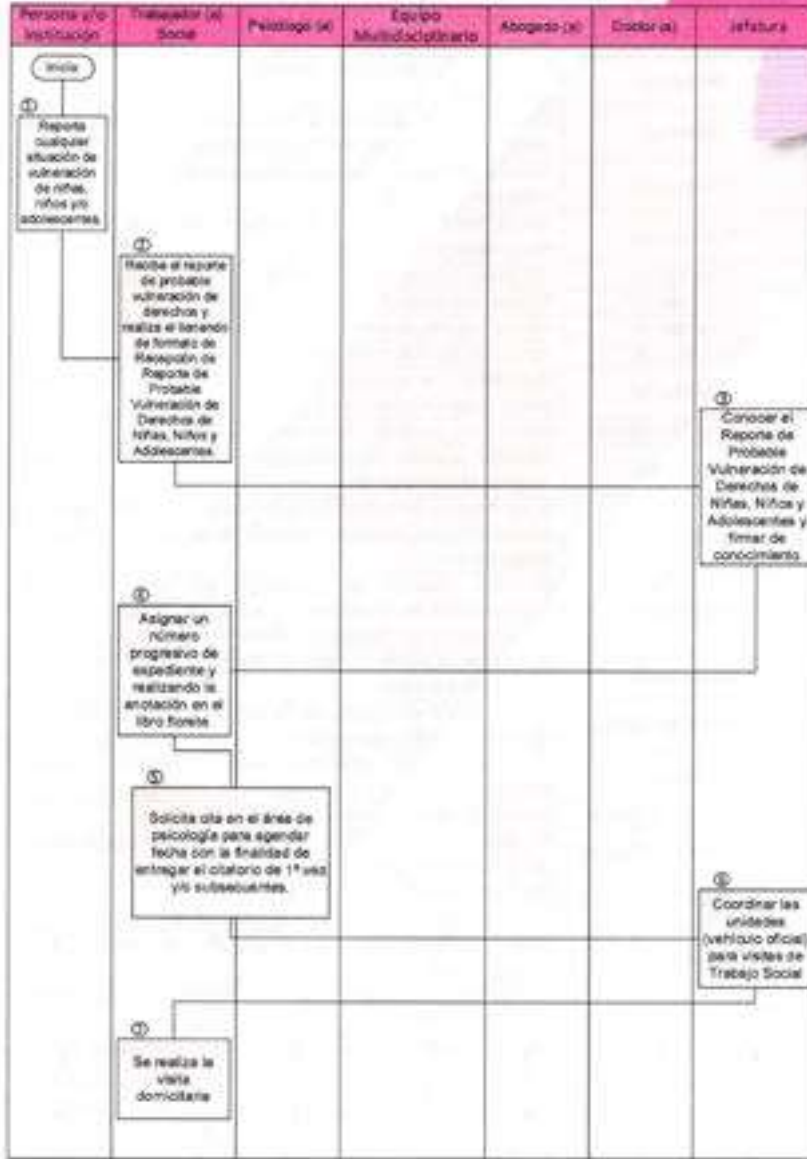 Persona y/o
Institución
Trabajador (a)
Social
Psicólogo (a)
Equipo
Multidisciplinario
Abogado (a)
Doctor (a)
Jefatura
Inicio
①
Reporta
cualquier
situación de
vulneración
de niñas,
niños y/o
adolescentes.
②
Recibe el reporte
de probable
vulneración de
derechos y
realiza el llenando
de formato de
Recepción de
Reporte de
Probable
Vulneración de
Derechos de
Niñas, Niños y
Adolescentes.
③
Conocer el
Reporte de
Probable
Vulneración de
Derechos de
Niñas, Niños y
Adolescentes y
firmar de
conocimiento
④
Asignar un
número
progresivo de
expediente y
realizando la
anotación en el
libro florete
⑤
Solicita cita en el área de
psicología para agendar
fecha con la finalidad de
entregar el citatorio de 1ª vez
y/o subsecuentes.
⑥
Coordinar las
unidades
(vehículo oficial)
para visitas de
Trabajo Social
⑦
Se realiza la
visita
domiciliaria